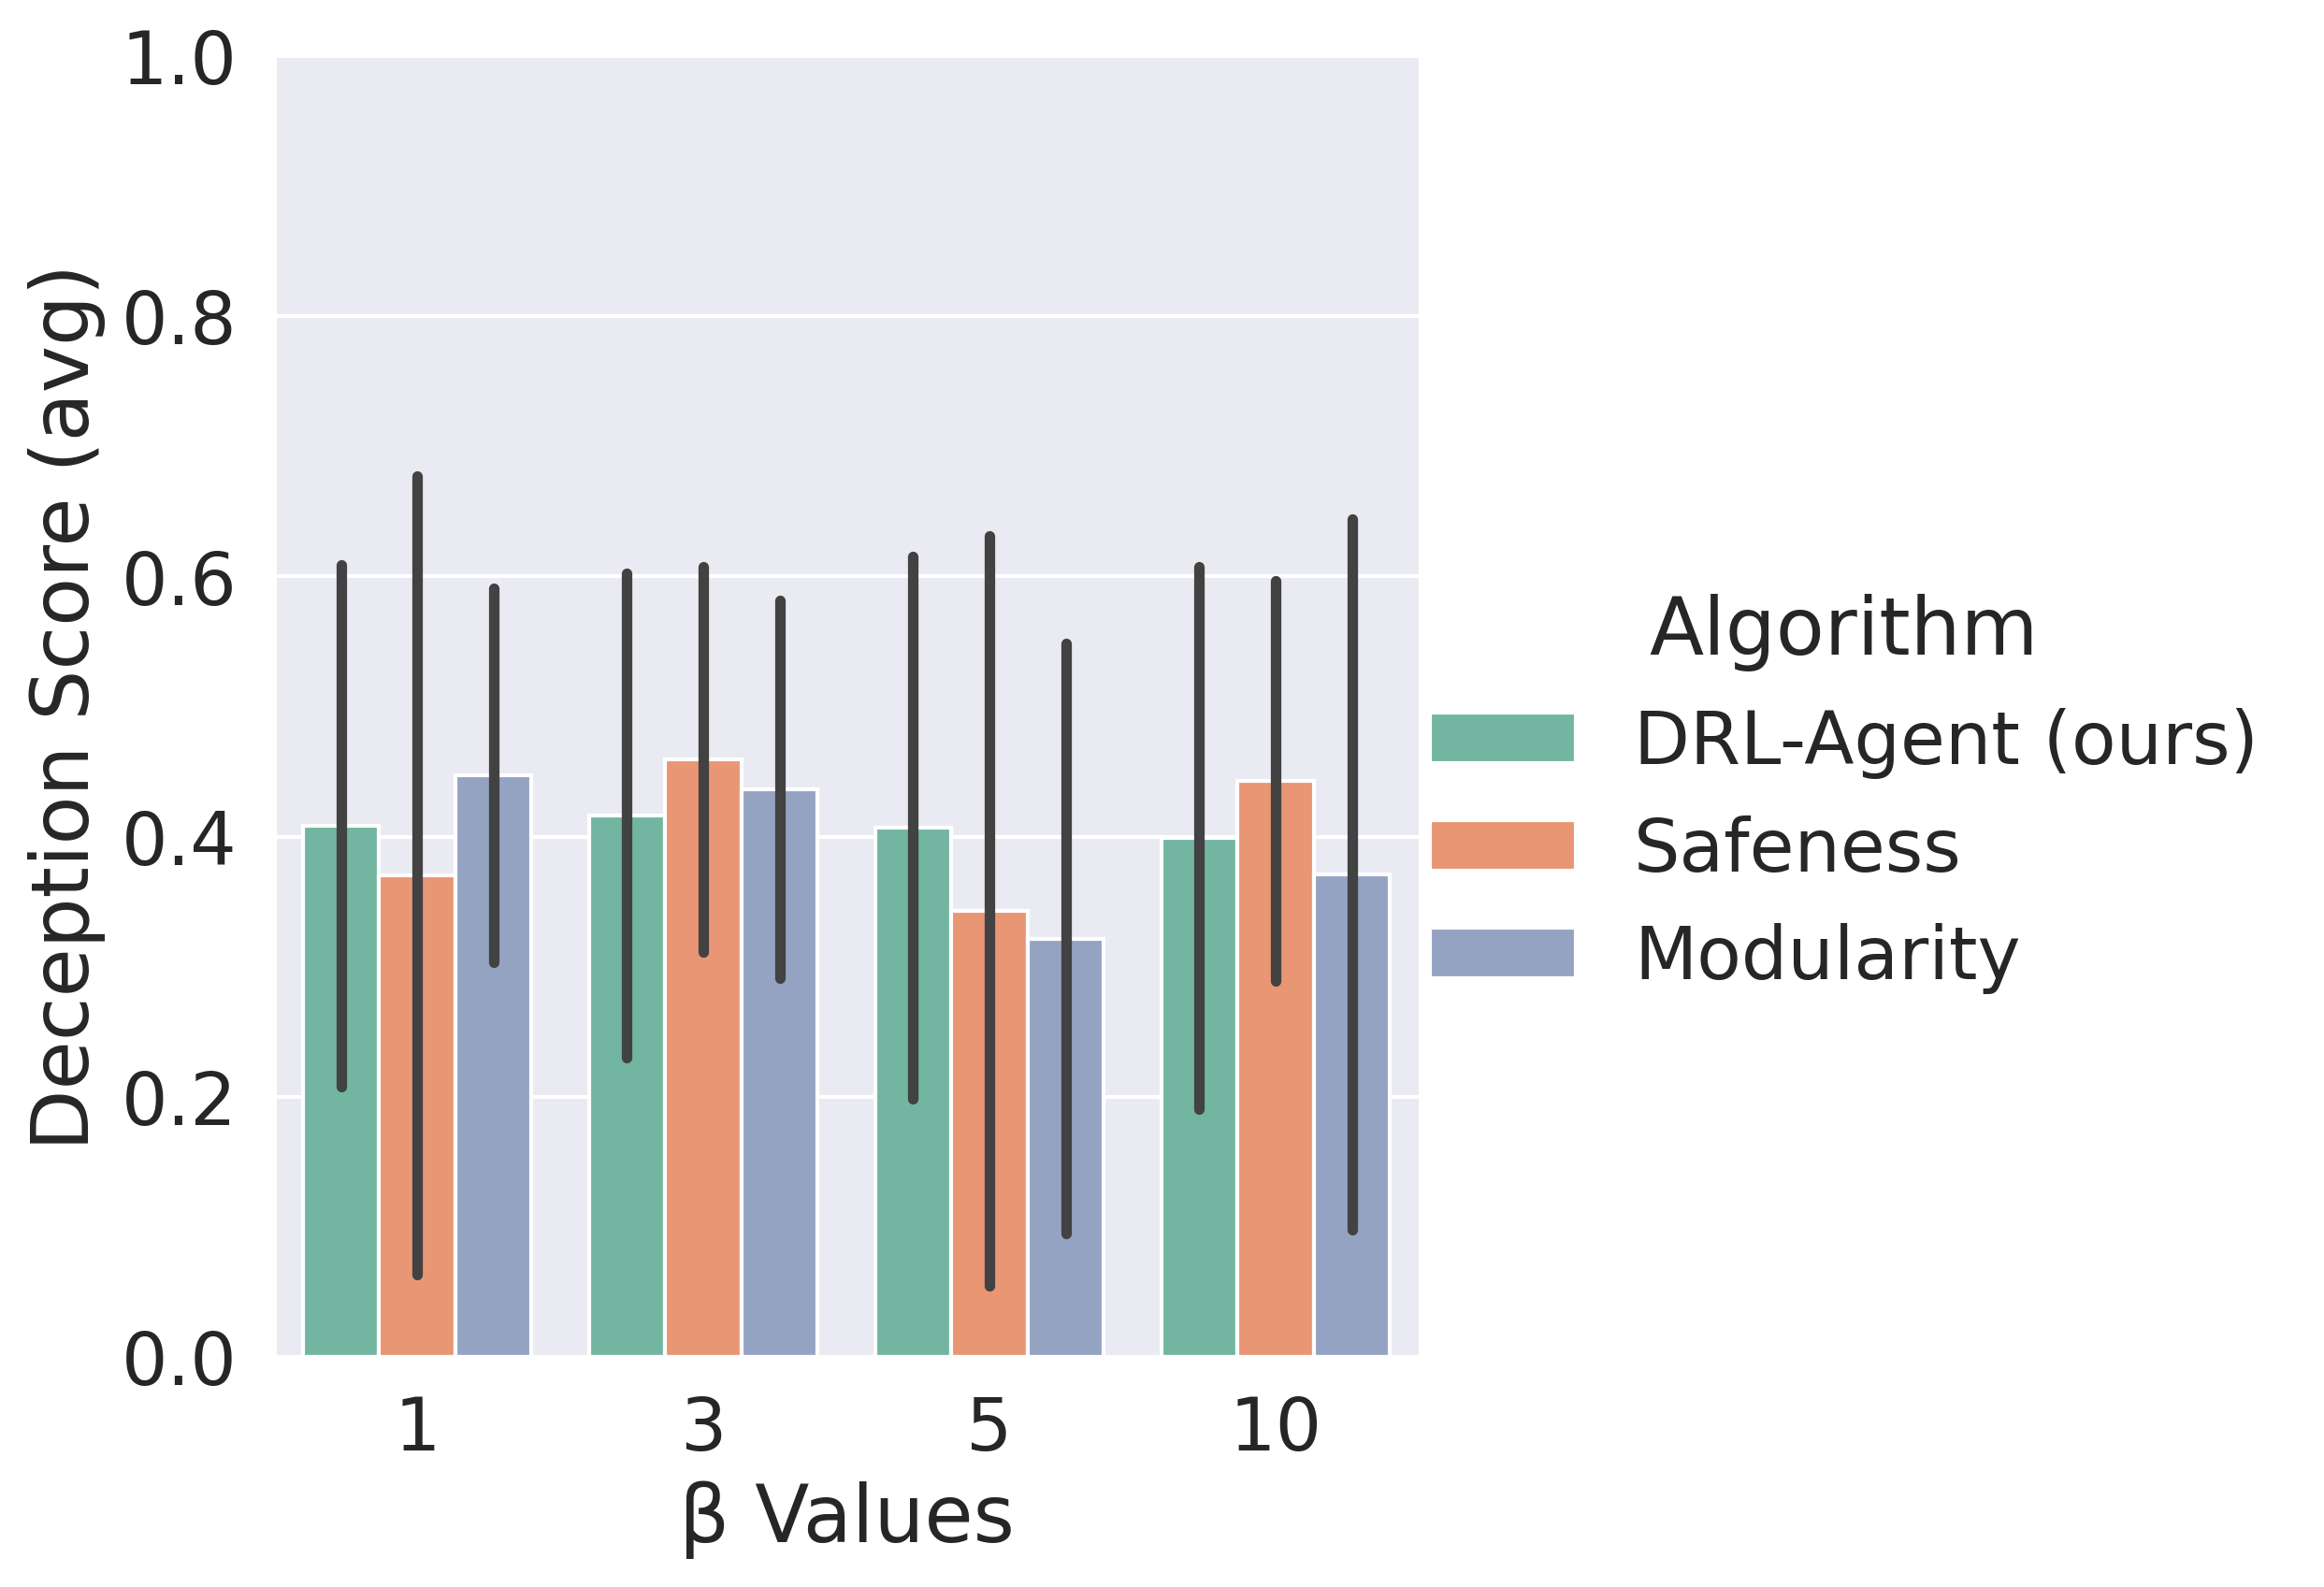 1.0
0.8
0.6
0.4
0.2
0.0
Deception Score (avg)
1 3 5 10
β Values
Algorithm
DRL-Agent (ours)
Safeness
Modularity